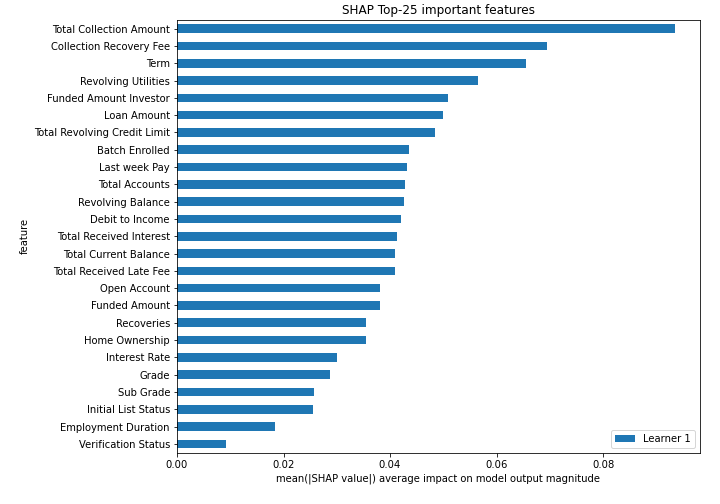 SHAP Top-25 important features
Total Collection Amount
Collection Recovery Fee
Term
Revolving Utilities
Funded Amount Investor
Loan Amount
Total Revolving Credit Limit
Batch Enrolled
Last week Pay
Total Accounts
Revolving Balance
Debit to Income
Total Received Interest
Total Current Balance
Total Received Late Fee
Open Account
Funded Amount
Recoveries
Home Ownership
Interest Rate
Grade
Sub Grade
Initial List Status
Employment Duration
Verification Status
feature
Learner 1
0.00 0.02 0.04 0.06 0.08
mean(|SHAP value|) average impact on model output magnitude